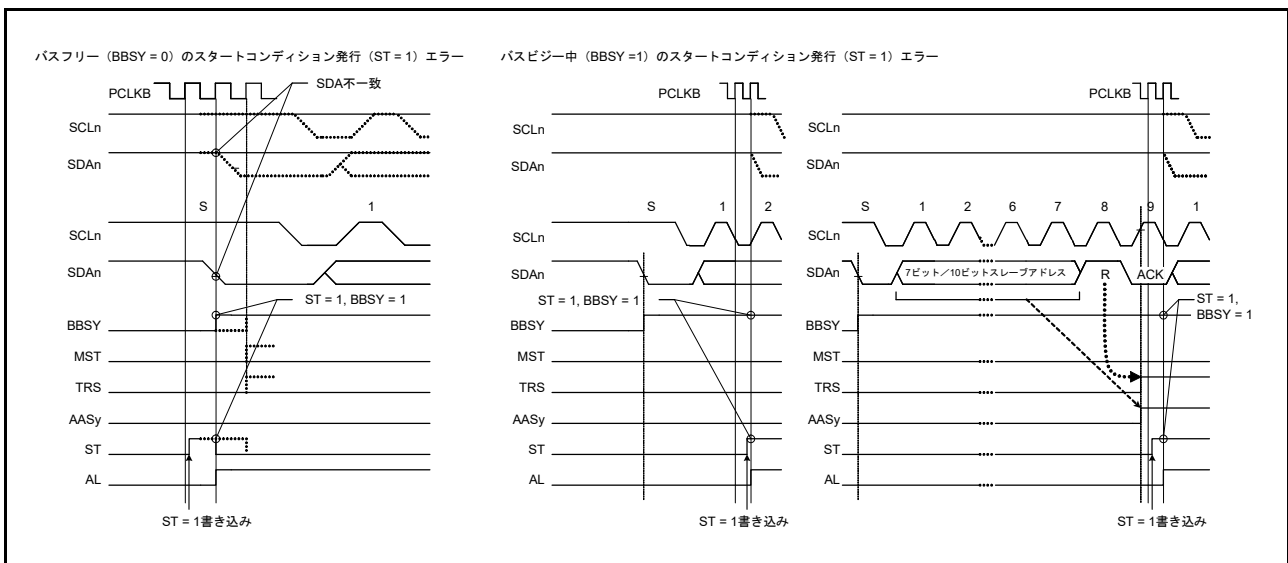 バスフリー（BBSY = 0）のスタートコンディション発行（ST = 1）エラー
PCLKB
SDA不一致
SCLn
SDAn
S
1
SCLn
SDAn
ST = 1, BBSY = 1
BBSY
MST
TRS
AASy
ST
AL
ST = 1書き込み
バスビジー中（BBSY =1）のスタートコンディション発行（ST = 1）エラー
PCLKB
SCLn
SDAn
S
1
2
SCLn
SDAn
ST = 1, BBSY = 1
BBSY
MST
TRS
AASy
ST
AL
ST = 1書き込み
PCLKB
SCLn
SDAn
S
1
2
6
7
8
9
1
SCLn
SDAn
7ビット／10ビットスレーブアドレス
R
ACK
ST = 1,
BBSY = 1
BBSY
MST
TRS
AASy
ST
AL
ST = 1書き込み